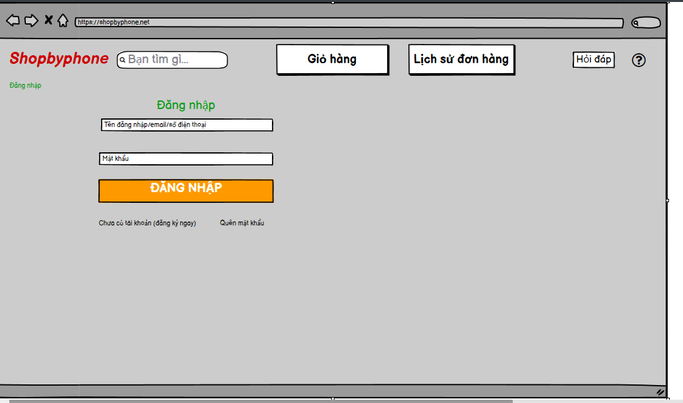 https://shopbyphone.net
Shopbyphone
Bạn tìm gì...
Giỏ hàng
Lịch sử đơn hàng
Hỏi đáp
?
Đăng nhập
Đăng nhập
Tên đăng nhập/email/số điện thoại
Mật khẩu
ĐĂNG NHẬP
Chưa có tài khoản (đăng ký ngay)
Quên mật khẩu